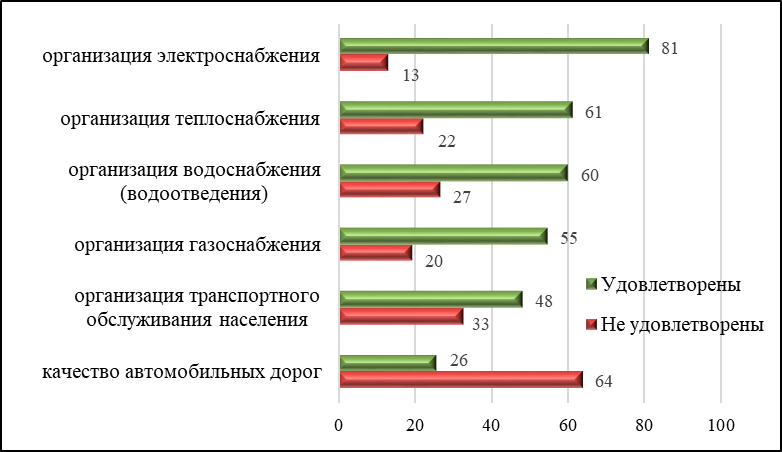 организация электроснабжения
81
13
организация теплоснабжения
61
22
организация водоснабжения
(водоотведения)
60
27
организация газоснабжения
55
20
организация транспортного
обслуживания населения
48
33
качество автомобильных дорог
26
64
Удовлетворены
Не удовлетворены
0 20 40 60 80 100